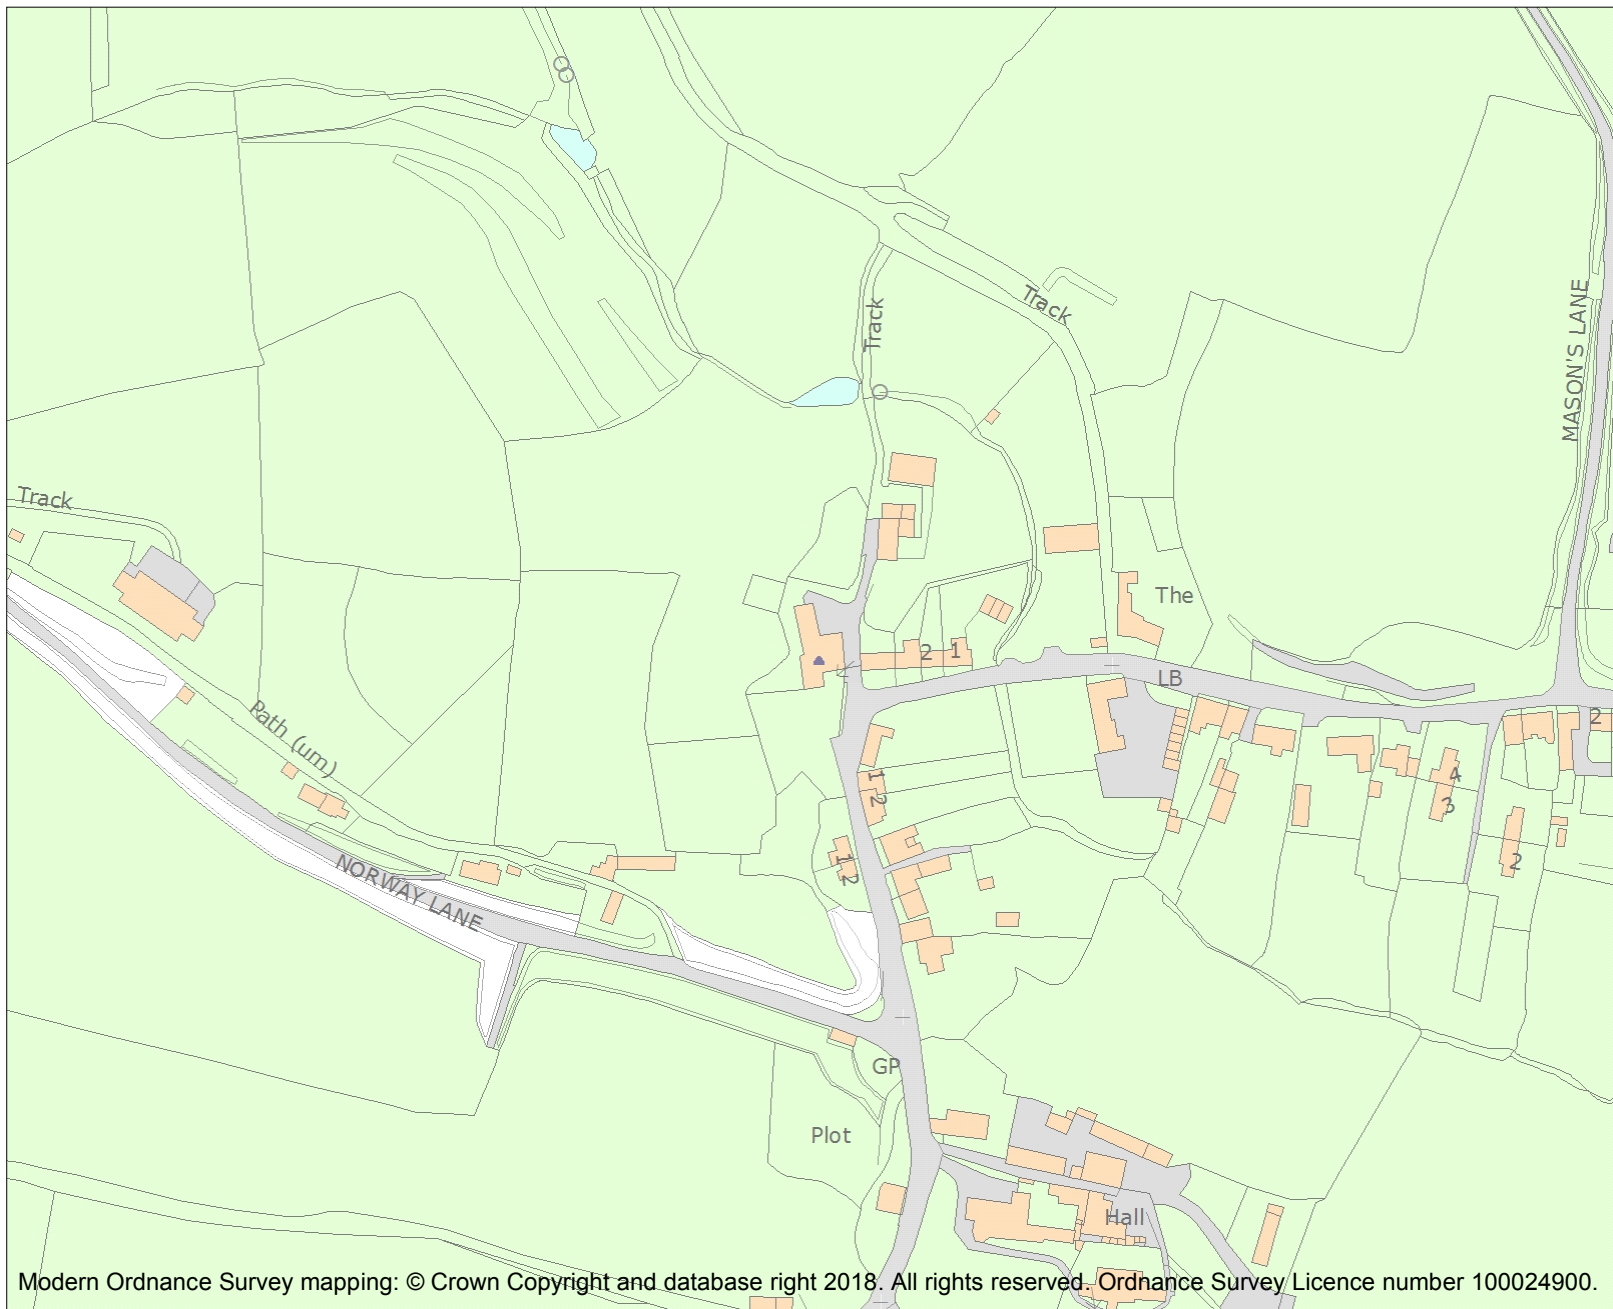 Track
Track
MASON'S LANE
Track
The
2
1
LB
2
Path (um)
1
2
4
3
1
2
2
NORWAY LANE
GP
Plot
Hall
Modern Ordnance Survey mapping: © Crown Copyright and database right 2018. All rights reserved. Ordnance Survey Licence number 100024900.